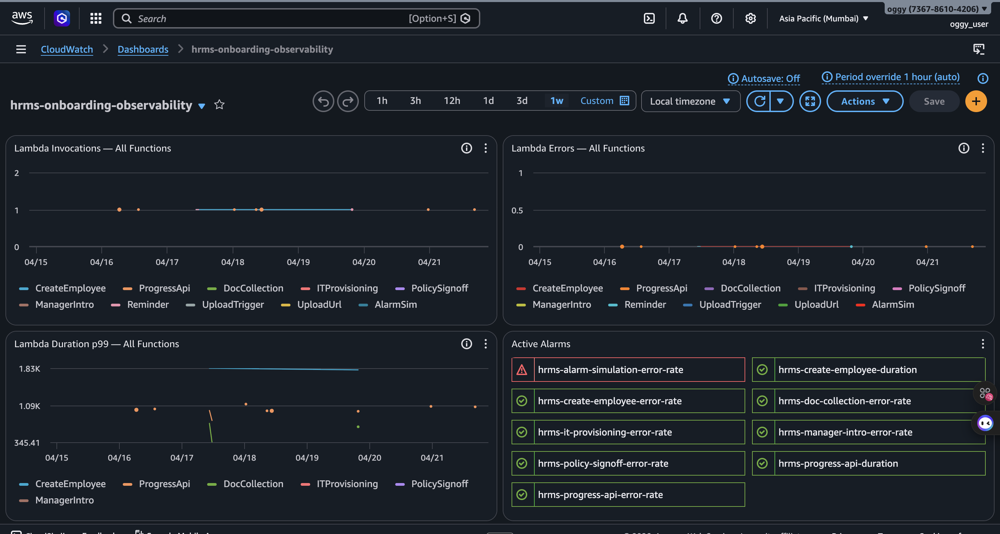 aws
Search
[Option+S]
Asia Pacific (Mumbai)
oggy (7367-8610-4206)
oggy_user
CloudWatch
Dashboards
hrms-onboarding-observability
Autosave: Off
Period override 1 hour (auto)
hrms-onboarding-observability
1h 3h 12h 1d 3d 1w Custom
Local timezone
Actions
Save
Lambda Invocations — All Functions
2
1
0
04/15 04/16 04/17 04/18 04/19 04/20 04/21
CreateEmployee ProgressApi DocCollection ITProvisioning PolicySignoff
ManagerIntro Reminder UploadTrigger UploadUrl AlarmSim
Lambda Errors — All Functions
1
0.5
0
04/15 04/16 04/17 04/18 04/19 04/20 04/21
CreateEmployee ProgressApi DocCollection ITProvisioning PolicySignoff
ManagerIntro Reminder UploadTrigger UploadUrl AlarmSim
Lambda Duration p99 — All Functions
1.83K
1.09K
345.41
04/15 04/16 04/17 04/18 04/19 04/20 04/21
CreateEmployee ProgressApi DocCollection ITProvisioning PolicySignoff
ManagerIntro
Active Alarms
hrms-alarm-simulation-error-rate
hrms-create-employee-duration
hrms-create-employee-error-rate
hrms-doc-collection-error-rate
hrms-it-provisioning-error-rate
hrms-manager-intro-error-rate
hrms-policy-signoff-error-rate
hrms-progress-api-duration
hrms-progress-api-error-rate